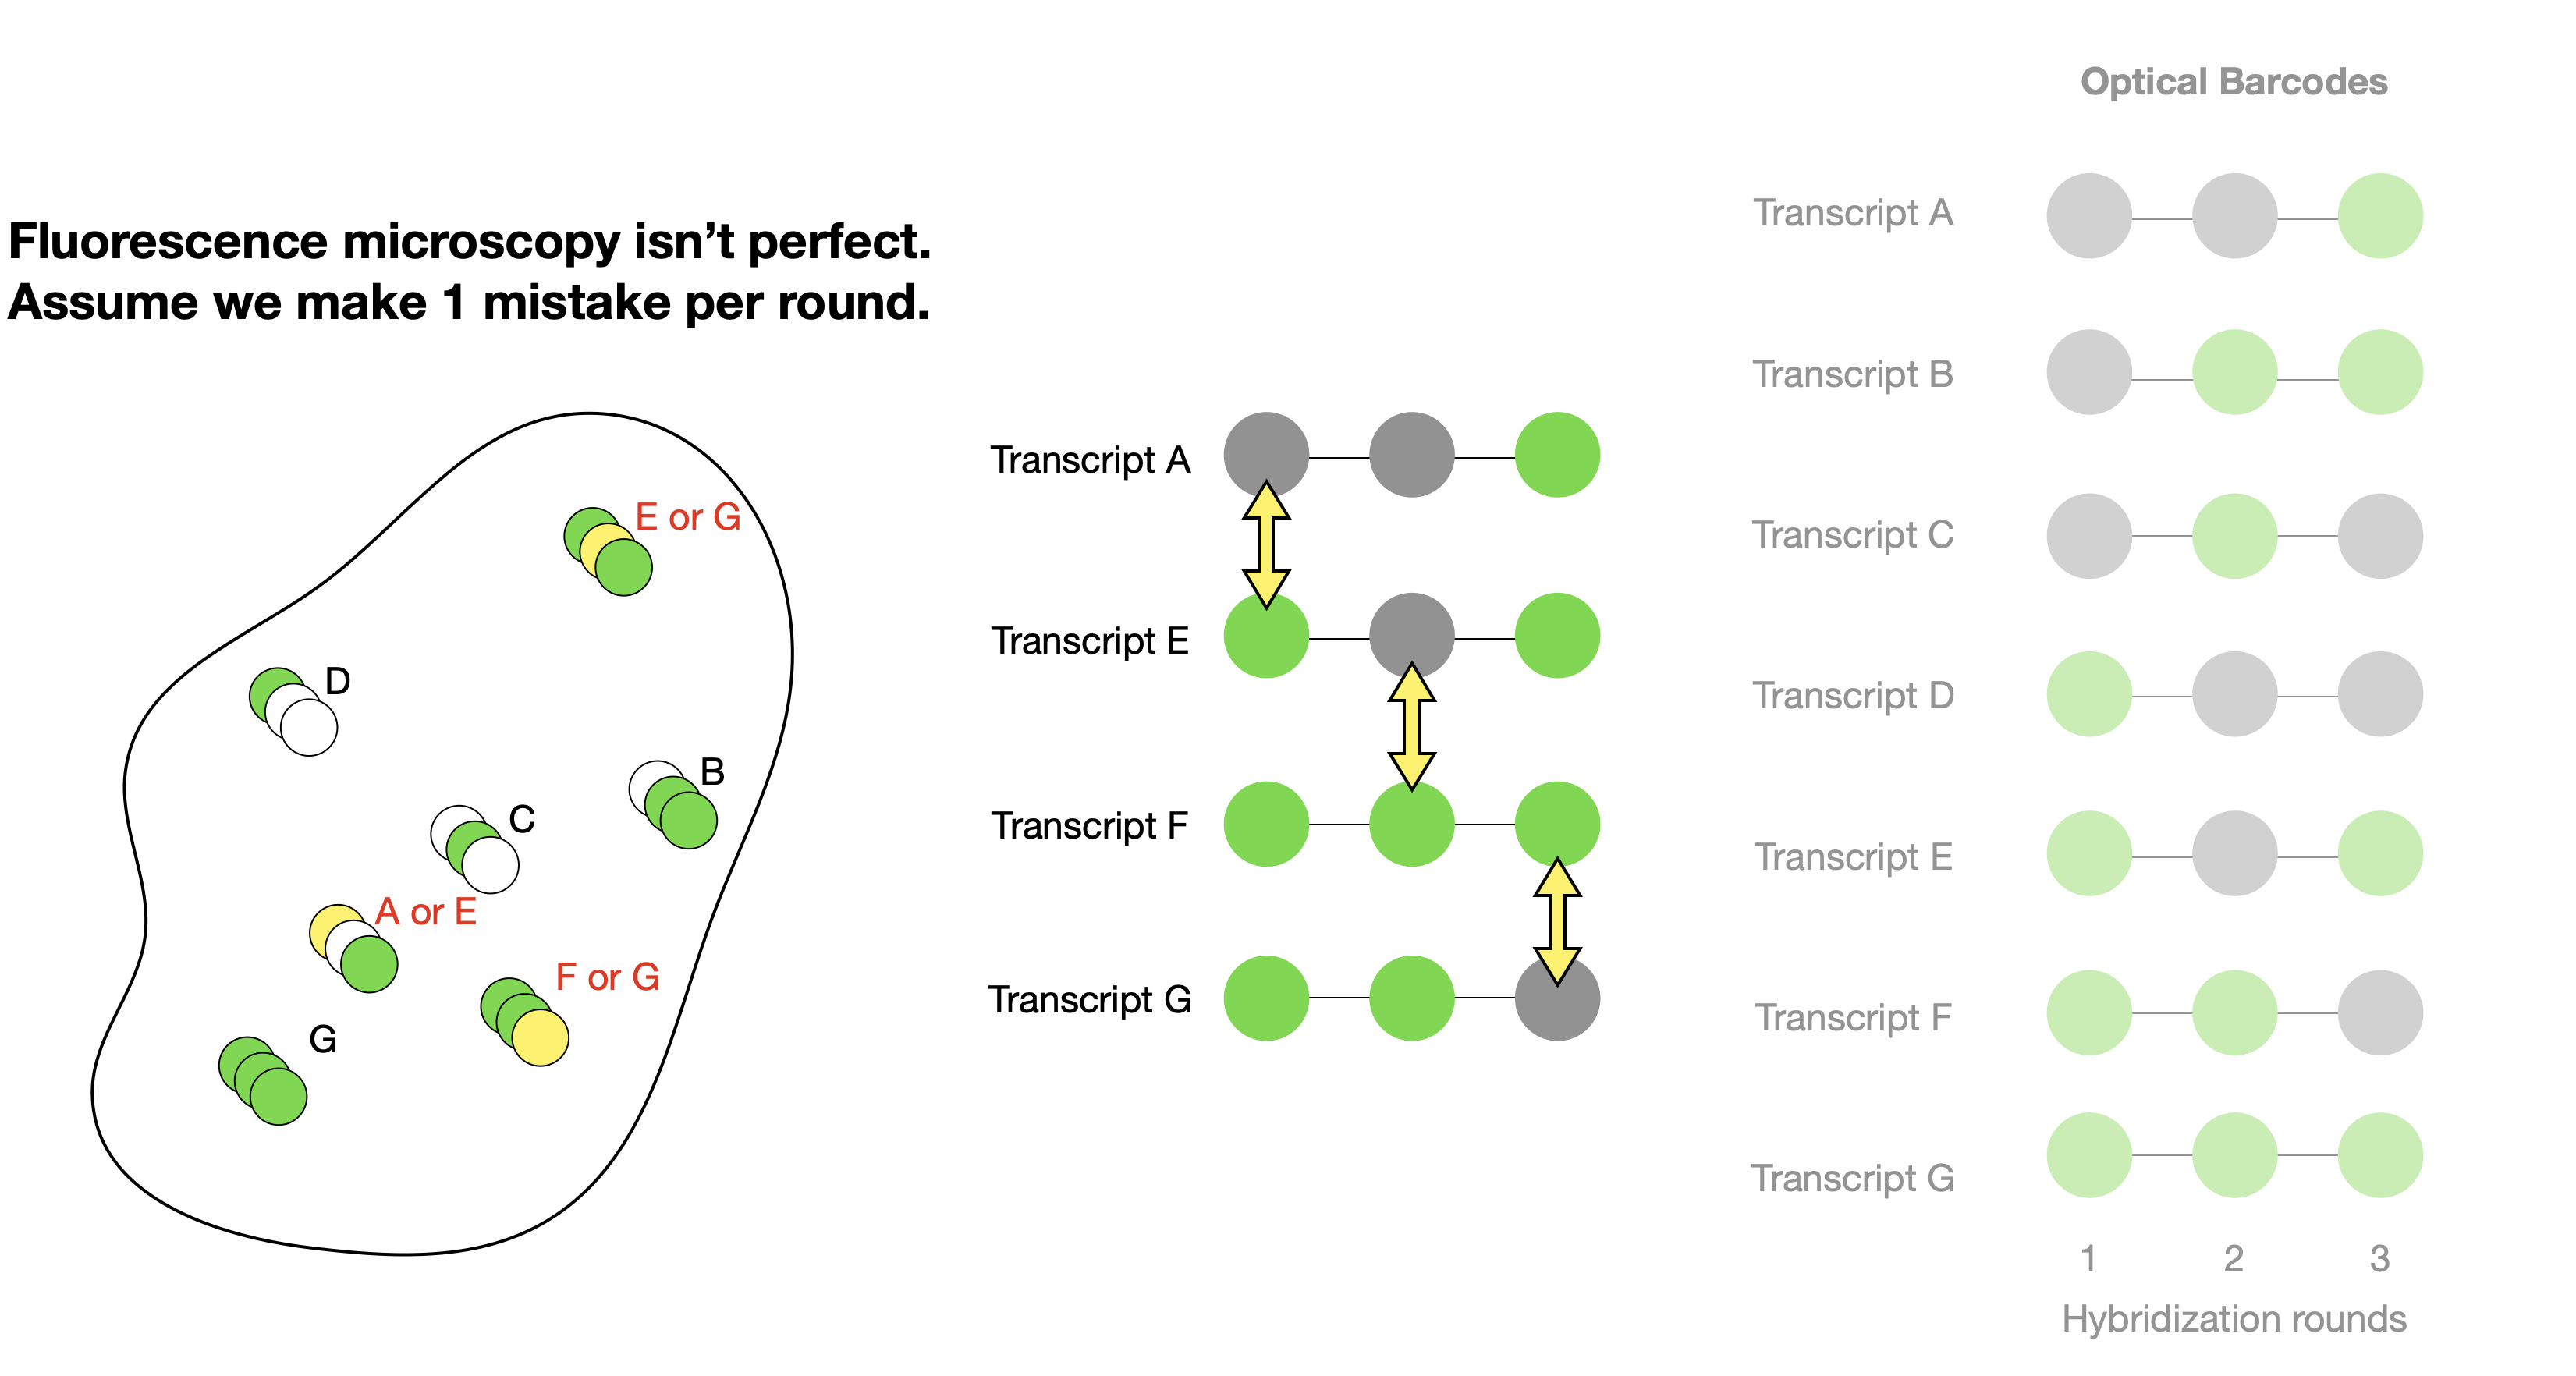 Fluorescence microscopy isn’t perfect.
Assume we make 1 mistake per round.
E or G
D
B
C
A or E
F or G
G
Transcript A
Transcript E
Transcript F
Transcript G
Optical Barcodes
Transcript A
Transcript B
Transcript C
Transcript D
Transcript E
Transcript F
Transcript G
1 2 3
Hybridization rounds